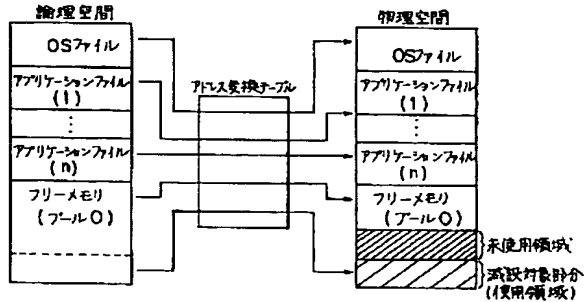 論理空間
OSファイル
アプリケーションファイル
(1)
⋮
アプリケーションファイル
(n)
フリーメモリ
(プール0)
アドレス変換テーブル
物理空間
OSファイル
アプリケーションファイル
(1)
⋮
アプリケーションファイル
(n)
フリーメモリ
(プール0)
未使用領域
減設対象部分
(使用領域)